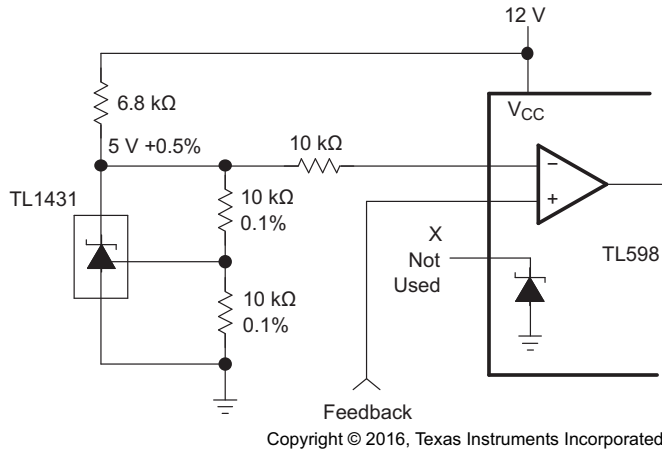 12 V
6.8 kΩ
V_CC
5 V +0.5%
10 kΩ
TL1431
10 kΩ
0.1%
−
+
X
Not
Used
TL598
10 kΩ
0.1%
Feedback
Copyright © 2016, Texas Instruments Incorporated